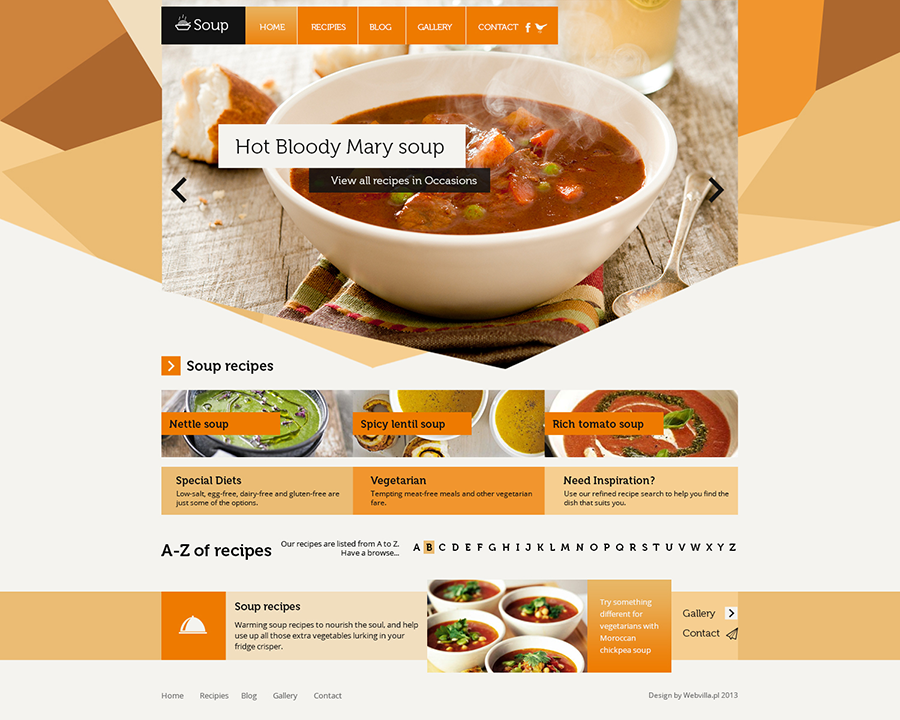 Soup
HOME RECIPIES BLOG GALLERY CONTACT
Hot Bloody Mary soup
View all recipes in Occasions
Soup recipes
Nettle soup
Spicy lentil soup
Rich tomato soup
Special Diets
Low-salt, egg-free, dairy-free and gluten-free are
just some of the options.
Vegetarian
Tempting meat-free meals and other vegetarian
fare.
Need Inspiration?
Use our refined recipe search to help you find the
dish that suits you.
A-Z of recipes
Our recipes are listed from A to Z.
Have a browse...
A B C D E F G H I J K L M N O P Q R S T U V W X Y Z
Soup recipes
Warming soup recipes to nourish the soul, and help
use up all those extra vegetables lurking in your
fridge crisper.
Try something
different for
vegetarians with
Moroccan
chickpea soup
Gallery
Contact
Home Recipies Blog Gallery Contact
Design by Webvilla.pl 2013